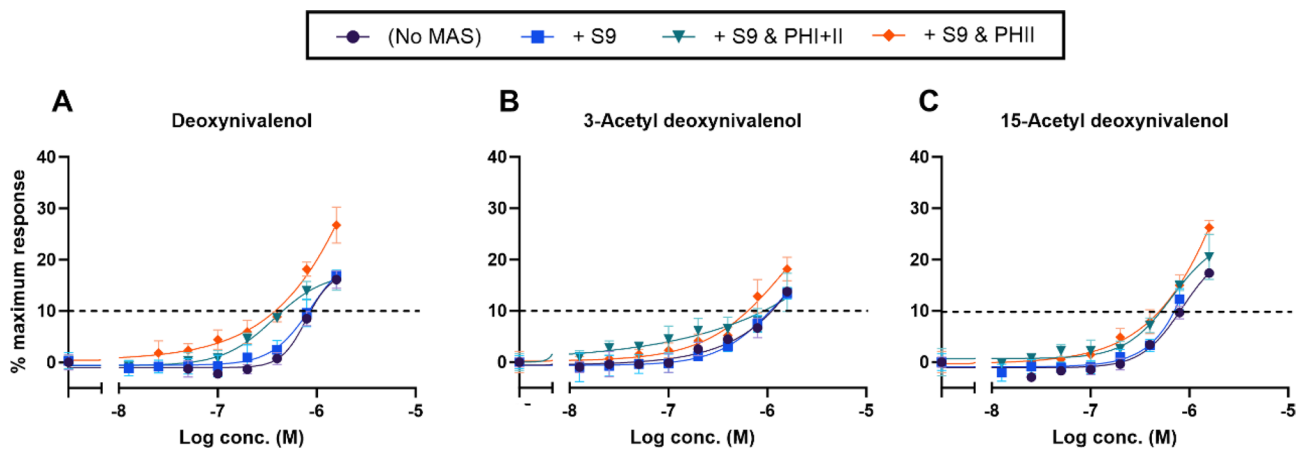 (No MAS) + S9 + S9 & PHI+II + S9 & PHII
A B C
Deoxynivalenol 3-Acetyl deoxynivalenol 15-Acetyl deoxynivalenol
% maximum response
40 40 40
30 30 30
20 20 20
10 10 10
0 0 0
-8 -7 -6 -5 - -8 -7 -6 -5 -8 -7 -6 -5
Log conc. (M) Log conc. (M) Log conc. (M)